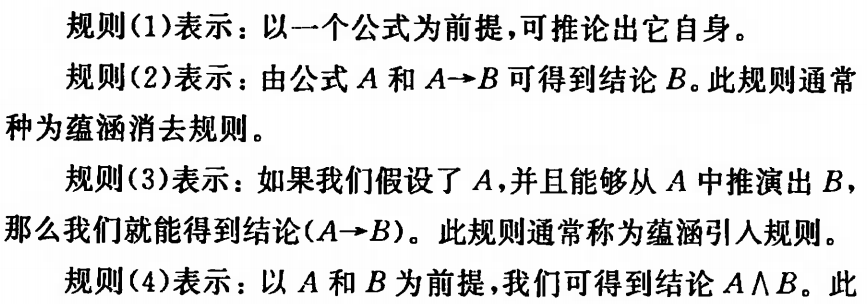 规则(1)表示：以一个公式为前提,可推论出它自身。
规则(2)表示：由公式 A 和 A→B 可得到结论 B。此规则通常
种为蕴涵消去规则。
规则(3)表示：如果我们假设了 A,并且能够从 A 中推演出 B,
那么我们就能得到结论(A→B)。此规则通常称为蕴涵引人规则。
规则(4)表示：以 A 和 B 为前提,我们可得到结论 A∧B。此